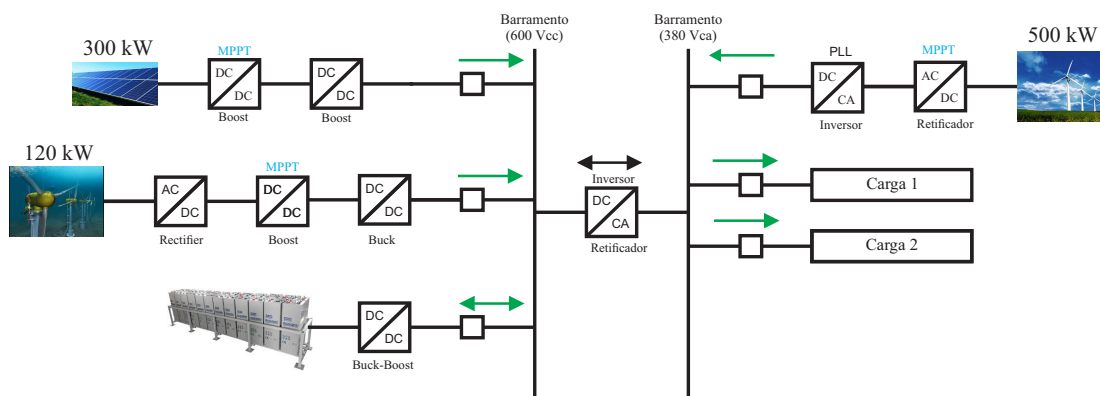 Barramento
(600 Vcc)
Barramento
(380 Vca)
300 kW
MPPT
DC
DC
Boost
DC
DC
Boost
PLL
DC
CA
Inversor
MPPT
AC
DC
Retificador
500 kW
120 kW
AC
DC
Rectifier
MPPT
DC
DC
Boost
DC
DC
Buck
Inversor
DC
CA
Retificador
Carga 1
Carga 2
DC
DC
Buck-Boost